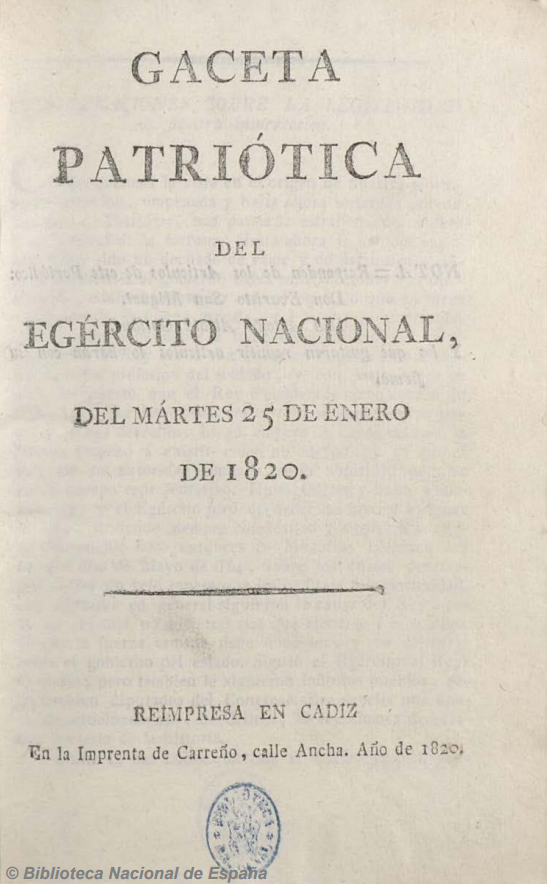 GACETA
PATRIÓTICA
DEL
EGÉRCITO NACIONAL,
DEL MÁRTES 25 DE ENERO
DE 1820.
REIMPRESA EN CADIZ
En la Imprenta de Carreño, calle Ancha. Año de 1820.
BIBLIOTECA
© Biblioteca Nacional de España